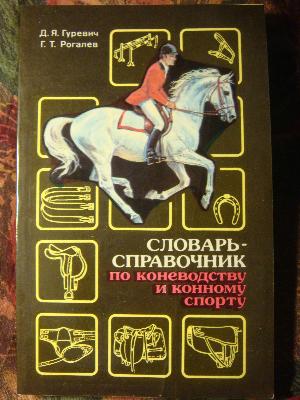 Д. Я. Гуревич
Г. Т. Рогалев
СЛОВАРЬ-
СПРАВОЧНИК
ПО КОНЕВОДСТВУ
И КОННОМУ
СПОРТУ